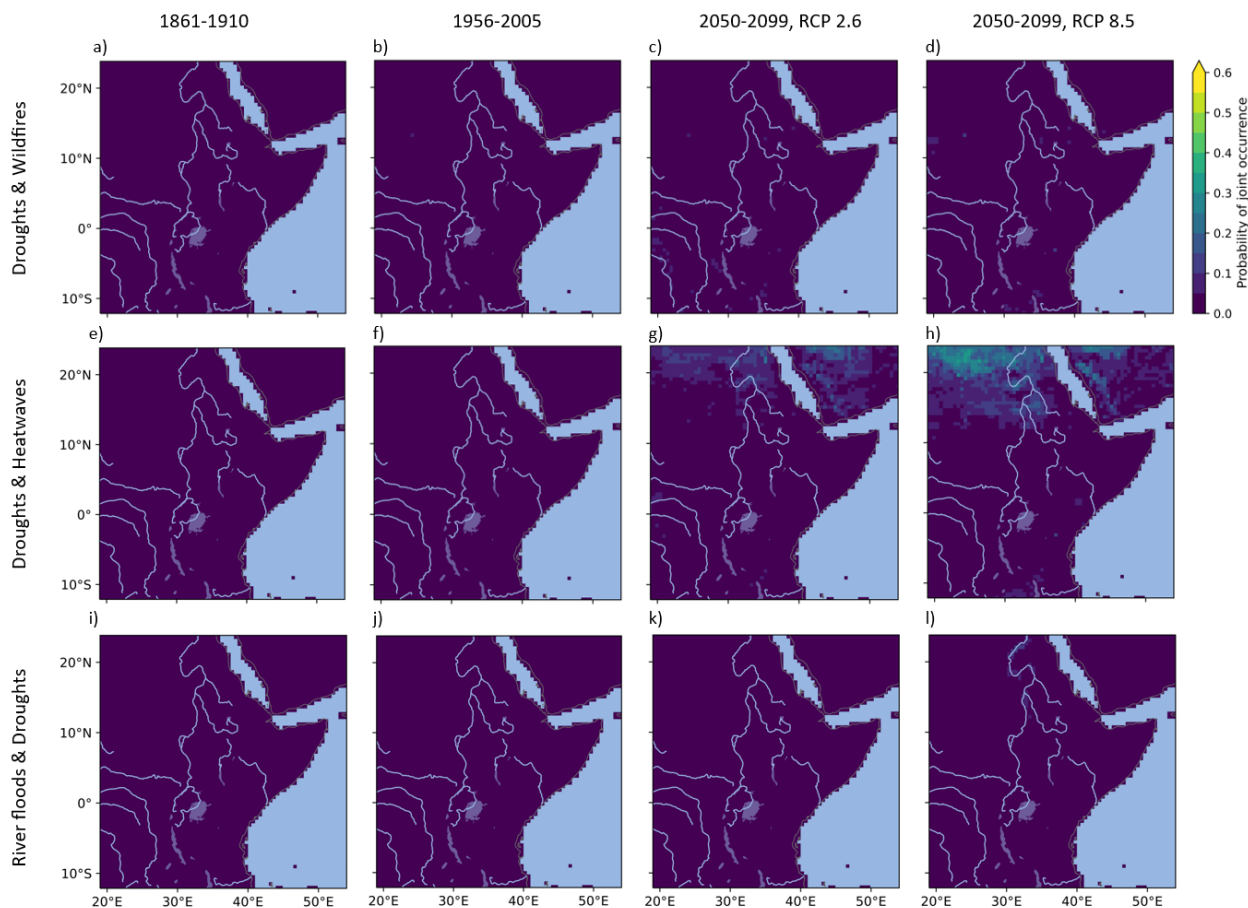 1861-1910
1956-2005
2050-2099, RCP 2.6
2050-2099, RCP 8.5
a)
b)
c)
d)
Droughts & Wildfires
20°N
10°N
0°
10°S
0.6
0.5
0.4
0.3
0.2
0.1
0.0
Probability of joint occurrence
e)
f)
g)
h)
Droughts & Heatwaves
20°N
10°N
0°
10°S
i)
j)
k)
l)
River floods & Droughts
20°N
10°N
0°
10°S
20°E 30°E 40°E 50°E
20°E 30°E 40°E 50°E
20°E 30°E 40°E 50°E
20°E 30°E 40°E 50°E